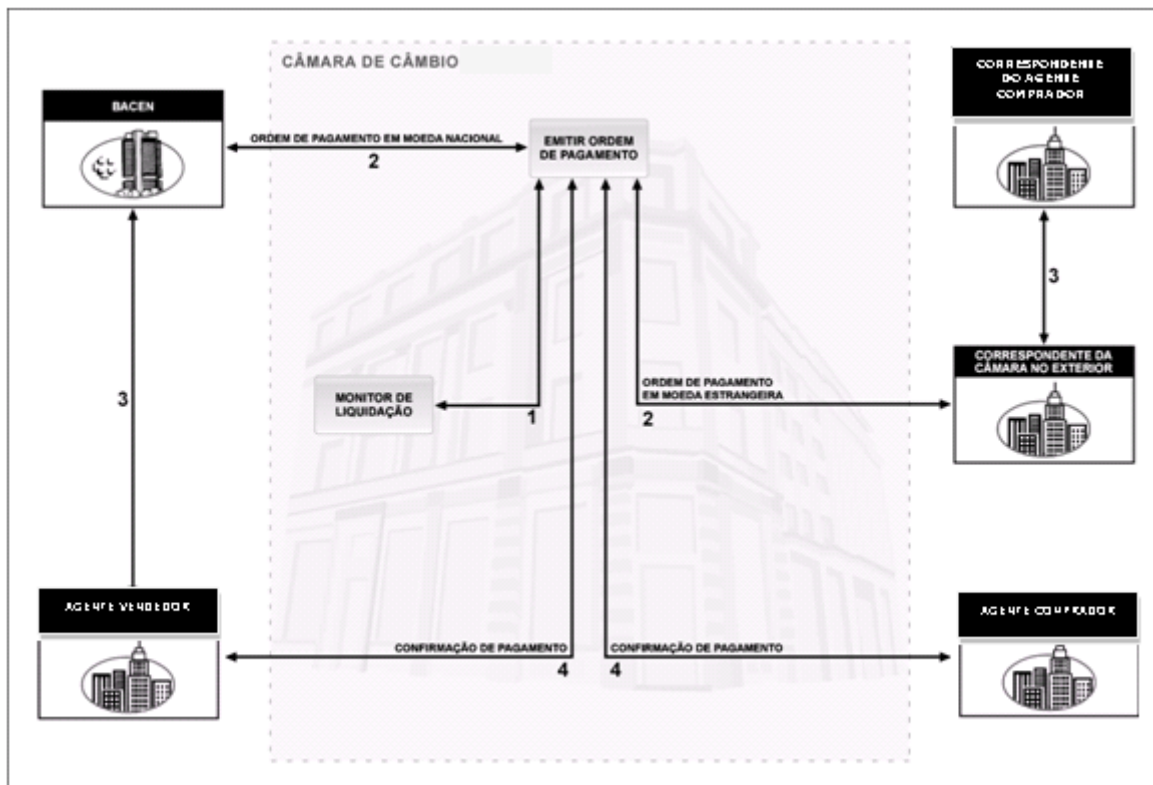 CÂMARA DE CÂMBIO
CORRESPONDENTE
DO AGENTE
COMPRADOR
BACEN
ORDEM DE PAGAMENTO EM MOEDA NACIONAL
2
EMITIR ORDEM
DE PAGAMENTO
3
CORRESPONDENTE DA
CÂMARA NO EXTERIOR
MONITOR DE
LIQUIDAÇÃO
1
ORDEM DE PAGAMENTO
EM MOEDA ESTRANGEIRA
2
3
AGENTE VENDEDOR
AGENTE COMPRADOR
CONFIRMAÇÃO DE PAGAMENTO
4
CONFIRMAÇÃO DE PAGAMENTO
4